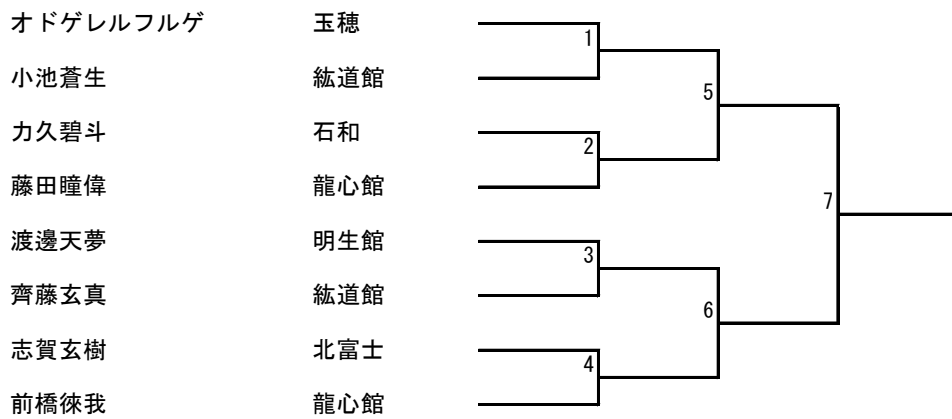 オドゲレルフルゲ 玉穂
1
小池蒼生 紘道館
5
力久碧斗 石和
2
藤田瞳偉 龍心館
7
渡邊天夢 明生館
3
齊藤玄真 紘道館
6
志賀玄樹 北富士
4
前橋徠我 龍心館